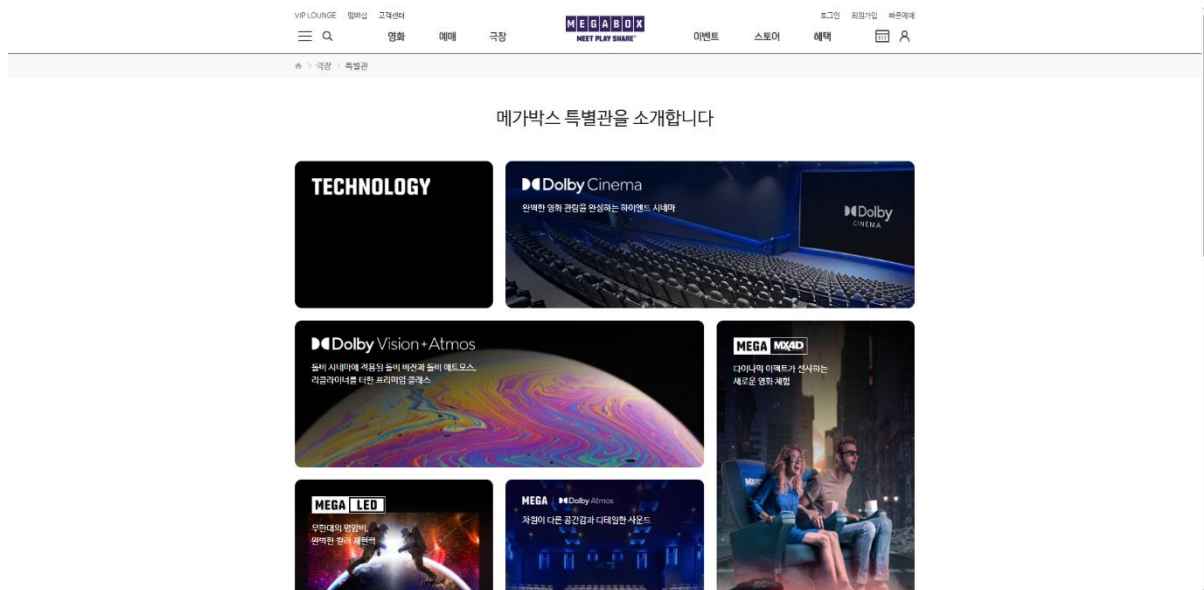 VIP LOUNGE 멤버십 고객센터
로그인 회원가입 빠른예매
MEGABOX
MEET PLAY SHARE
영화 예매 극장
이벤트 스토어 혜택
극장 > 특별관
메가박스 특별관을 소개합니다
TECHNOLOGY
Dolby Cinema
완벽한 영화 관람을 완성하는 하이엔드 시네마
Dolby
CINEMA
Dolby Vision+Atmos
돌비 시네마에 적용된 돌비 비전과 돌비 애트모스,
리클라이너를 더한 프리미엄 클래스
MEGA MX4D
다이나믹 이펙트가 선사하는
새로운 영화 체험
MEGA LED
무한대의 명암비,
완벽한 컬러 재현력
MEGA Dolby Atmos
차원이 다른 공간감과 디테일한 사운드